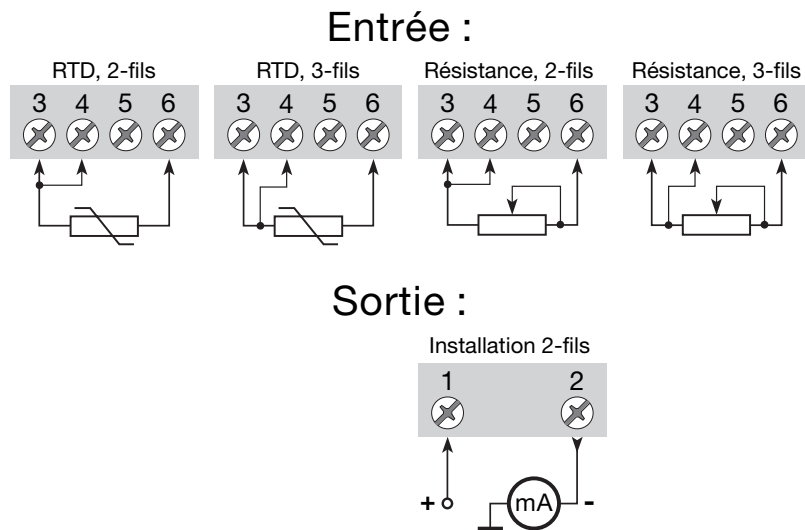 Entrée :
RTD, 2-fils RTD, 3-fils Résistance, 2-fils Résistance, 3-fils
3 4 5 6 3 4 5 6 3 4 5 6 3 4 5 6
Sortie :
Installation 2-fils
1 2
+ mA -